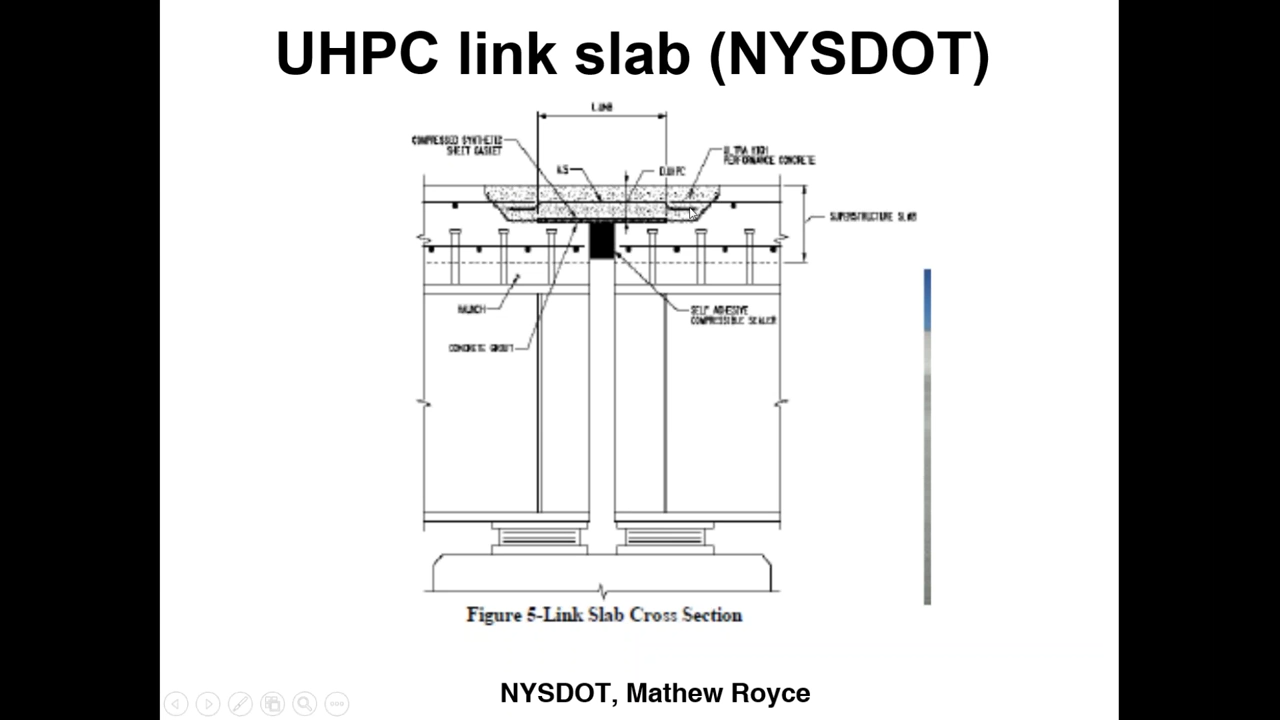 UHPC link slab (NYSDOT)
COMPRESSED SYNTHETIC
SHEET GASKET
ULTRA HIGH
PERFORMANCE CONCRETE
SUPERSTRUCTURE SLAB
HAUNCH
SELF ADHESIVE
COMPRESSIBLE SEALER
CONCRETE GROUT
Figure 5-Link Slab Cross Section
NYSDOT, Mathew Royce